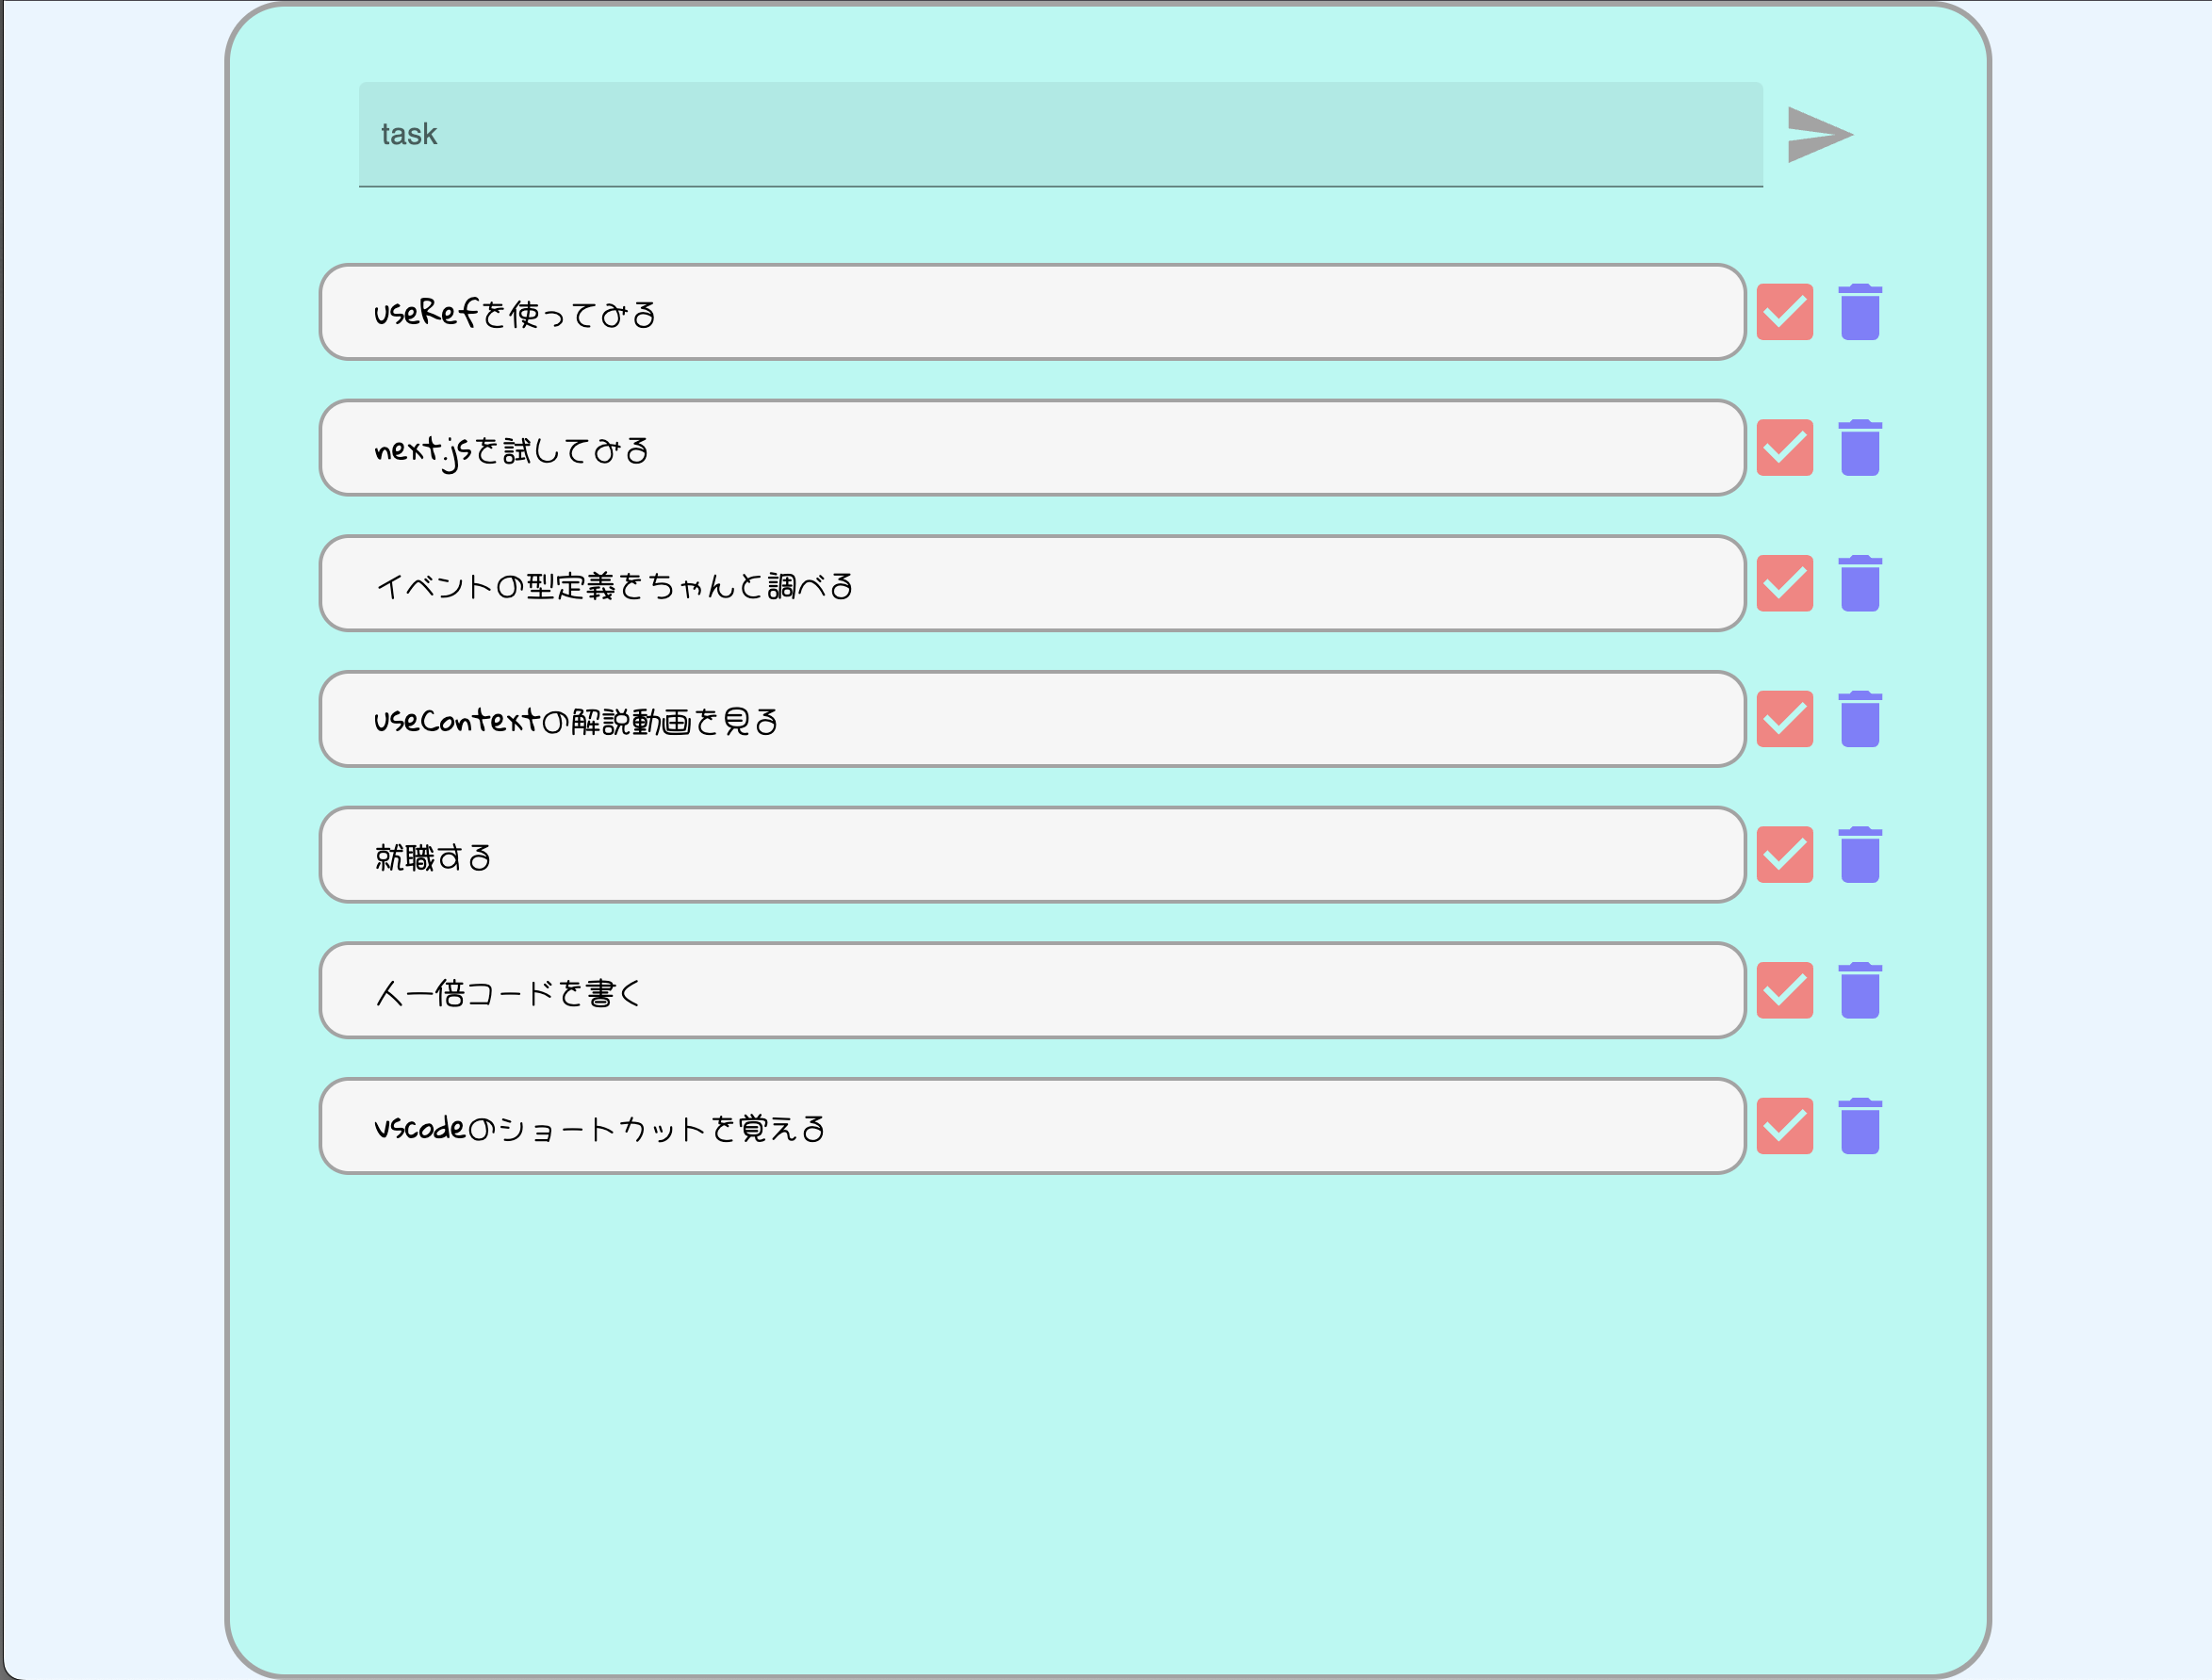 task
useRefを使ってみる
next.jsを試してみる
イベントの型定義をちゃんと調べる
useContextの解説動画を見る
就職する
人一倍コードを書く
vscodeのショートカットを覚える